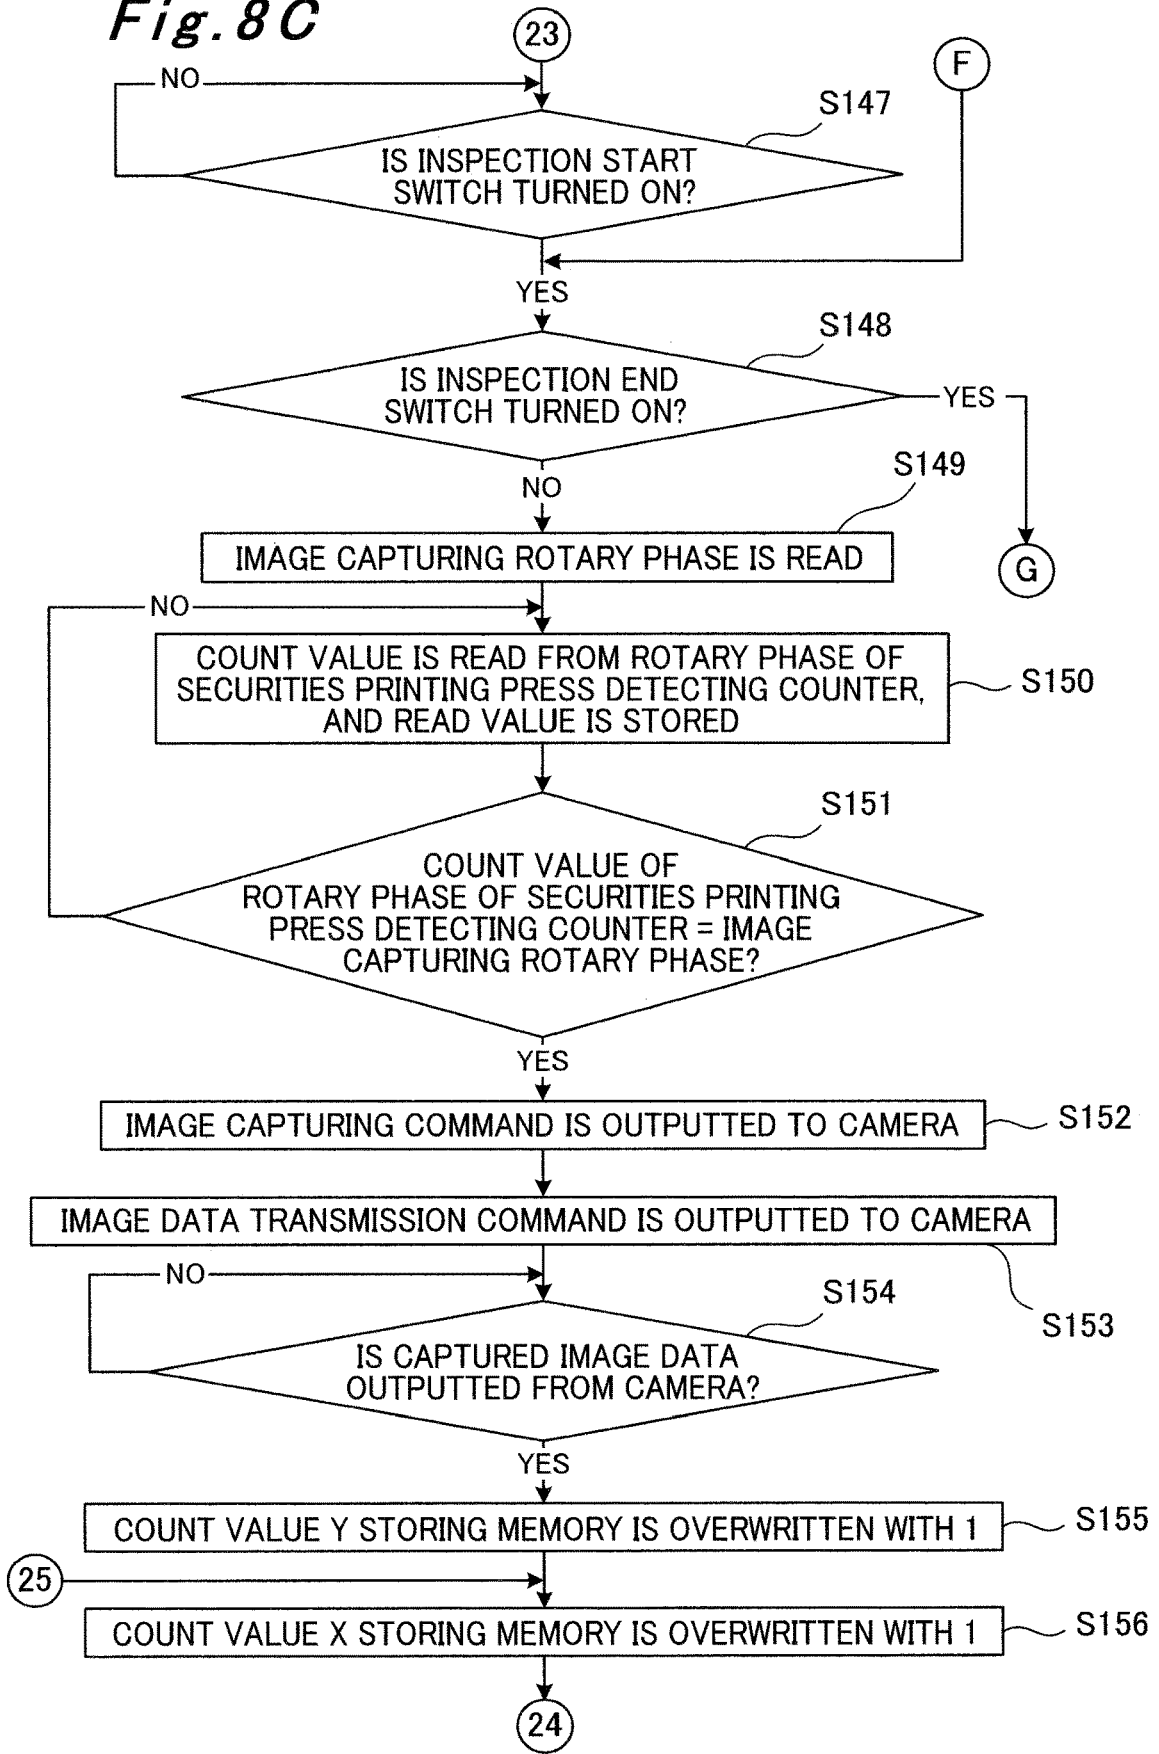 Fig. 8C
23
F
NO
S147
IS INSPECTION START
SWITCH TURNED ON?
YES
S148
IS INSPECTION END
SWITCH TURNED ON?
YES
NO
S149
IMAGE CAPTURING ROTARY PHASE IS READ
G
NO
COUNT VALUE IS READ FROM ROTARY PHASE OF
SECURITIES PRINTING PRESS DETECTING COUNTER,
AND READ VALUE IS STORED
S150
S151
COUNT VALUE OF
ROTARY PHASE OF SECURITIES PRINTING
PRESS DETECTING COUNTER = IMAGE
CAPTURING ROTARY PHASE?
YES
IMAGE CAPTURING COMMAND IS OUTPUTTED TO CAMERA
S152
IMAGE DATA TRANSMISSION COMMAND IS OUTPUTTED TO CAMERA
S153
NO
S154
IS CAPTURED IMAGE DATA
OUTPUTTED FROM CAMERA?
YES
COUNT VALUE Y STORING MEMORY IS OVERWRITTEN WITH 1
S155
25
COUNT VALUE X STORING MEMORY IS OVERWRITTEN WITH 1
S156
24